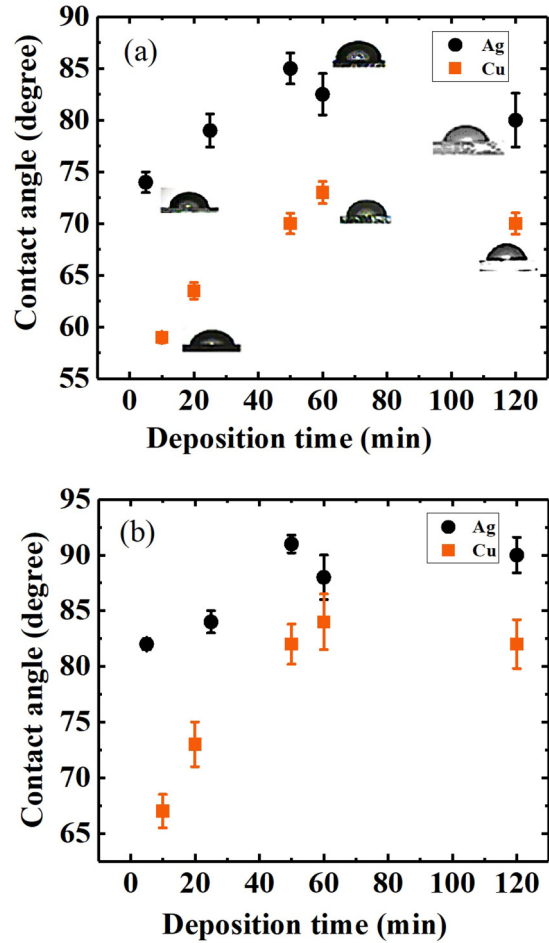 90
(a)
Ag
Cu
85
80
75
70
65
60
55
0 20 40 60 80 100 120
Contact angle (degree)
Deposition time (min)
95
(b)
Ag
Cu
90
85
80
75
70
65
0 20 40 60 80 100 120
Contact angle (degree)
Deposition time (min)